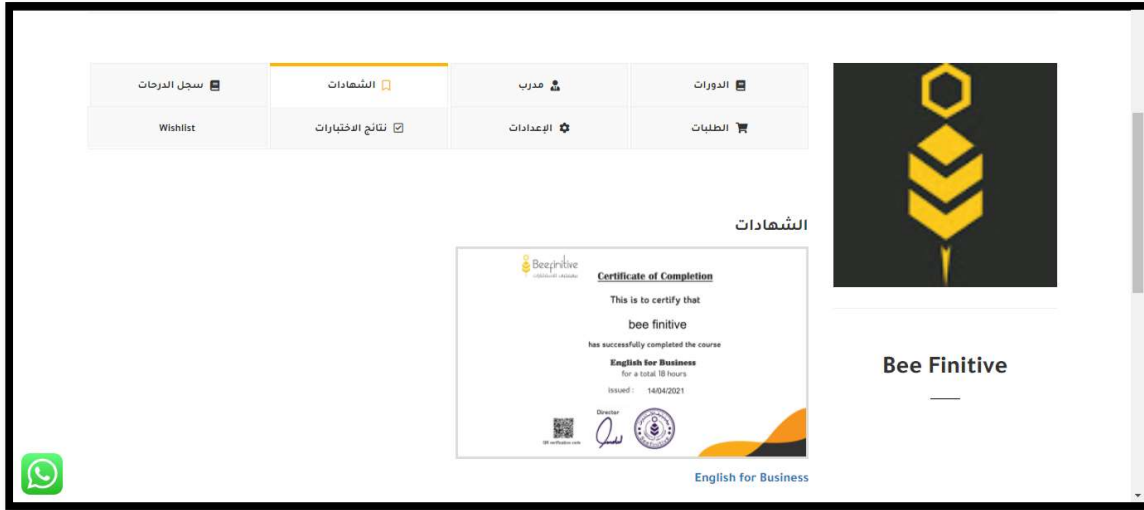 الدورات
مدرب
الشهادات
سجل الدرجات
الطلبات
الإعدادات
نتائج الاختبارات
Wishlist
الشهادات
Beefinitive
Certificate of Completion
This is to certify that
bee finitive
has successfully completed the course
English for Business
for a total 18 hours
issued : 14/04/2021
Director
QR verification code
English for Business
Bee Finitive